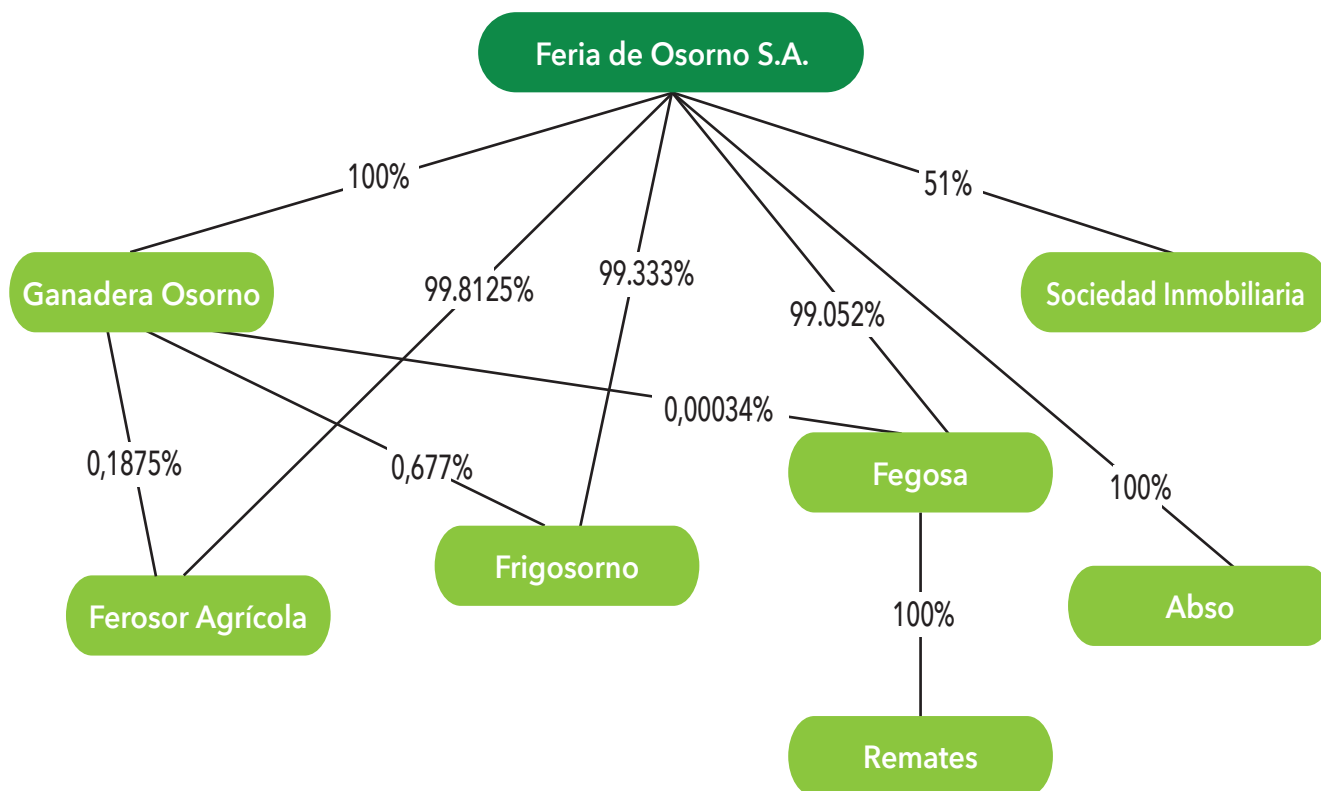 Feria de Osorno S.A.
100%
51%
Ganadera Osorno
99.8125%
99.333%
99.052%
Sociedad Inmobiliaria
0,00034%
0,1875%
0,677%
Fegosa
100%
Frigosorno
Ferosor Agrícola
100%
Abso
Remates